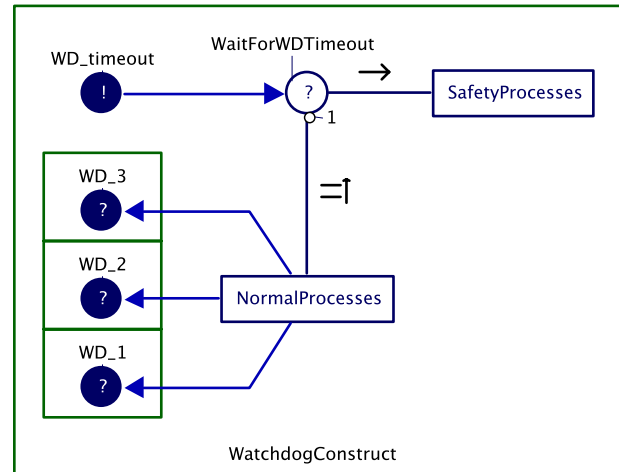 WaitForWDTimeout
WD_timeout
!
?
→
SafetyProcesses
1
WD_3
?
WD_2
?
NormalProcesses
WD_1
?
WatchdogConstruct